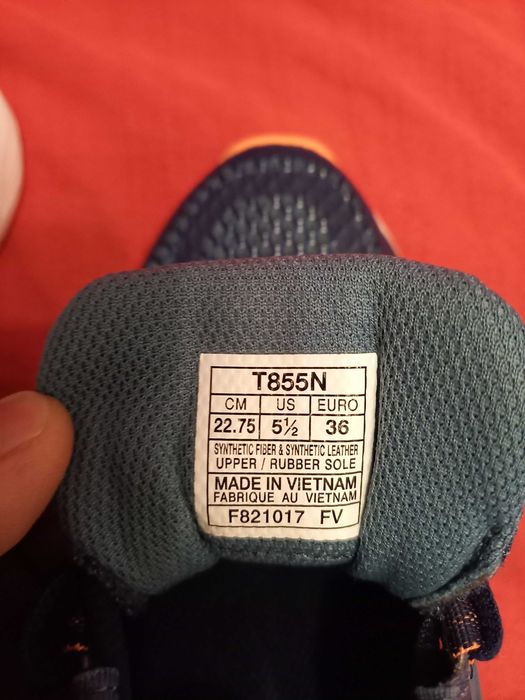 T855N
CM US EURO
22.75 5½ 36
SYNTHETIC FIBER & SYNTHETIC LEATHER
UPPER / RUBBER SOLE
MADE IN VIETNAM
FABRIQUE AU VIETNAM
F821017 FV